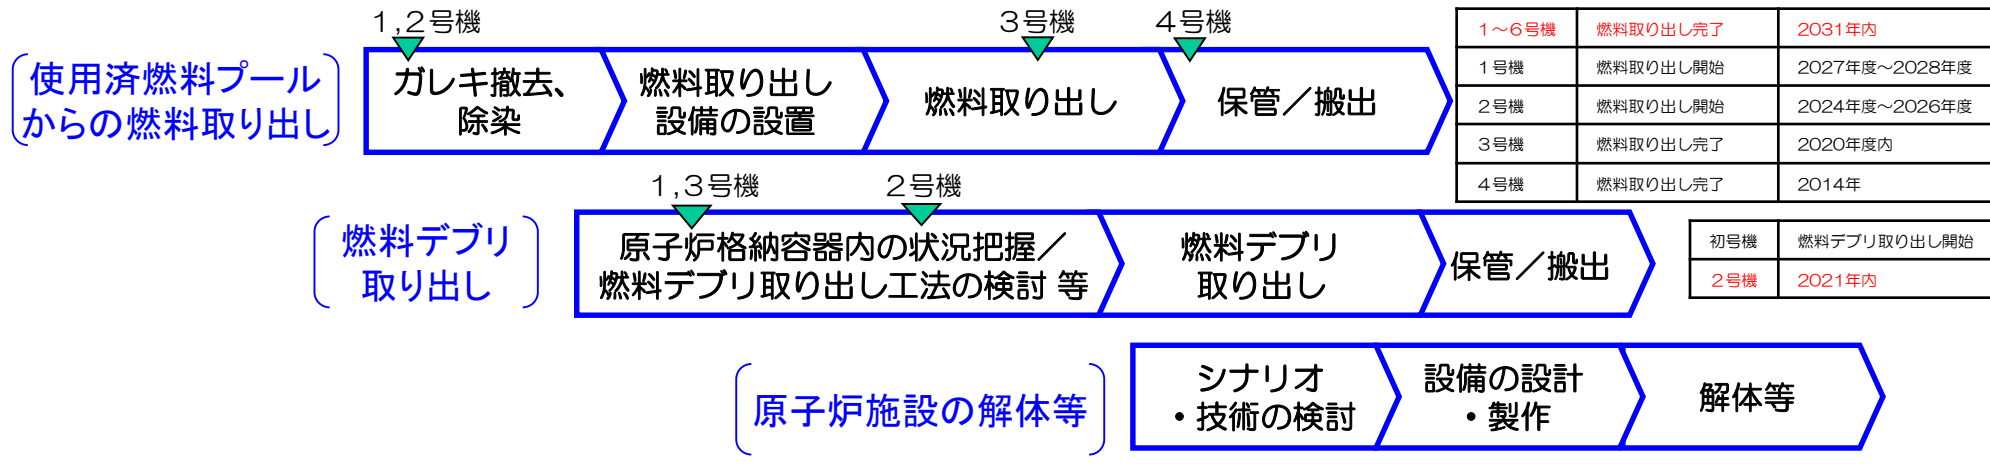 1,2号機
3号機
4号機
使用済燃料プール
からの燃料取り出し
ガレキ撤去、
除染
燃料取り出し
設備の設置
燃料取り出し
保管／搬出
1～6号機 燃料取り出し完了 2031年内
1号機 燃料取り出し開始 2027年度～2028年度
2号機 燃料取り出し開始 2024年度～2026年度
3号機 燃料取り出し完了 2020年度内
4号機 燃料取り出し完了 2014年
1,3号機
2号機
燃料デブリ
取り出し
原子炉格納容器内の状況把握／
燃料デブリ取り出し工法の検討 等
燃料デブリ
取り出し
保管／搬出
初号機 燃料デブリ取り出し開始
2号機 2021年内
原子炉施設の解体等
シナリオ
・技術の検討
設備の設計
・製作
解体等